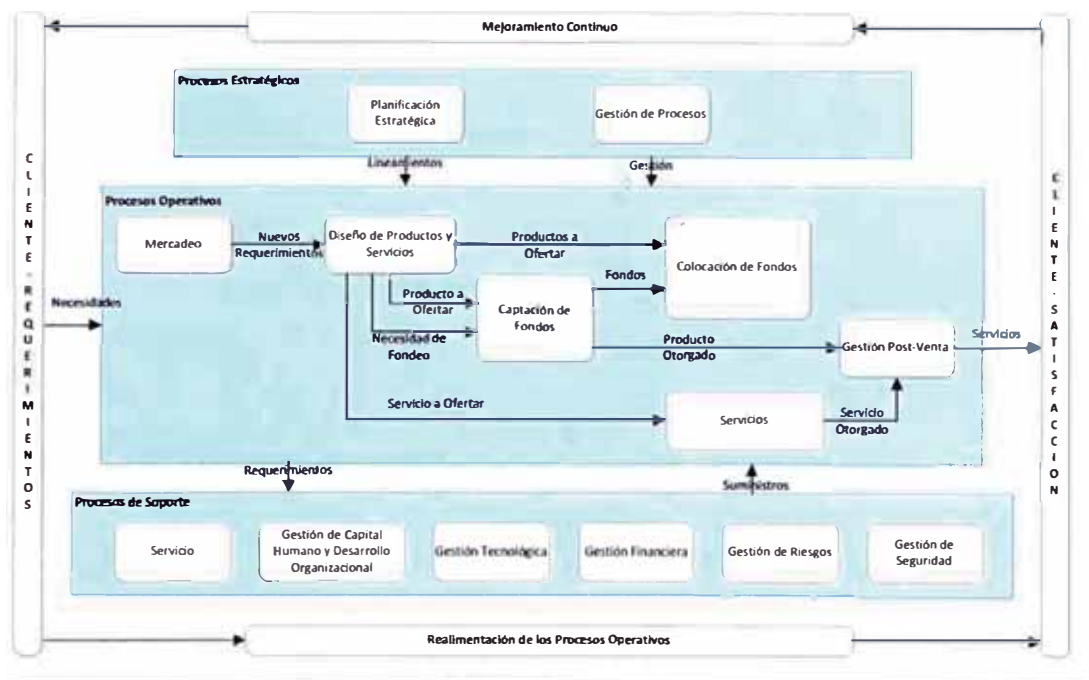 Mejoramiento Continuo
Procesos Estratégicos
Planificación
Estratégica
Gestión de Procesos
Lineamientos
Gestión
CLIENTE - REQUERIMIENTOS
Necesidades
Procesos Operativos
Mercadeo
Nuevos
Requerimientos
Diseño de Productos y
Servicios
Productos a
Ofertar
Colocación de Fondos
Fondos
Producto a
Ofertar
Captación de
Fondos
Necesidad de
Fondeo
Producto
Otorgado
Gestión Post-Venta
Servicios
Servicio a Ofertar
Servicios
Servicio
Otorgado
CLIENTE - SATISFACCION
Requerimientos
Suministros
Procesos de Soporte
Servicio
Gestión de Capital
Humano y Desarrollo
Organizacional
Gestión Tecnológica
Gestión Financiera
Gestión de Riesgos
Gestión de
Seguridad
Realimentación de los Procesos Operativos